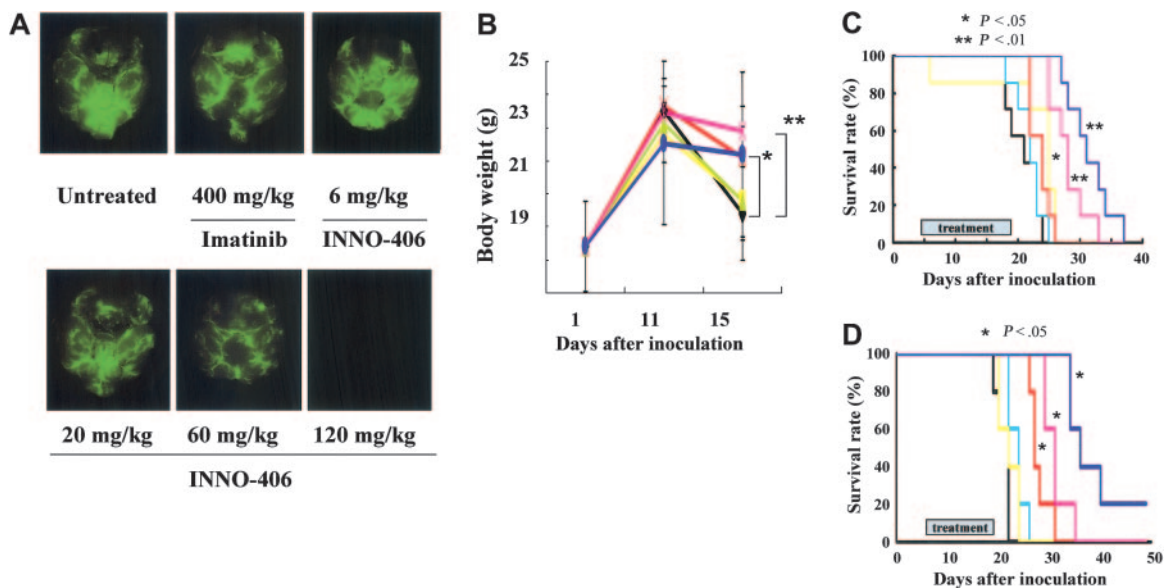 A
Untreated
400 mg/kg
6 mg/kg
Imatinib
INNO-406
20 mg/kg
60 mg/kg
120 mg/kg
INNO-406
B
Body weight (g)
25
23
21
19
**
*
1
11
15
Days after inoculation
C
* P < .05
** P < .01
Survival rate (%)
100
80
60
40
20
0
**
*
**
treatment
0
10
20
30
40
Days after inoculation
D
* P < .05
Survival rate (%)
100
80
60
40
20
0
*
*
*
treatment
0
10
20
30
40
50
Days after inoculation